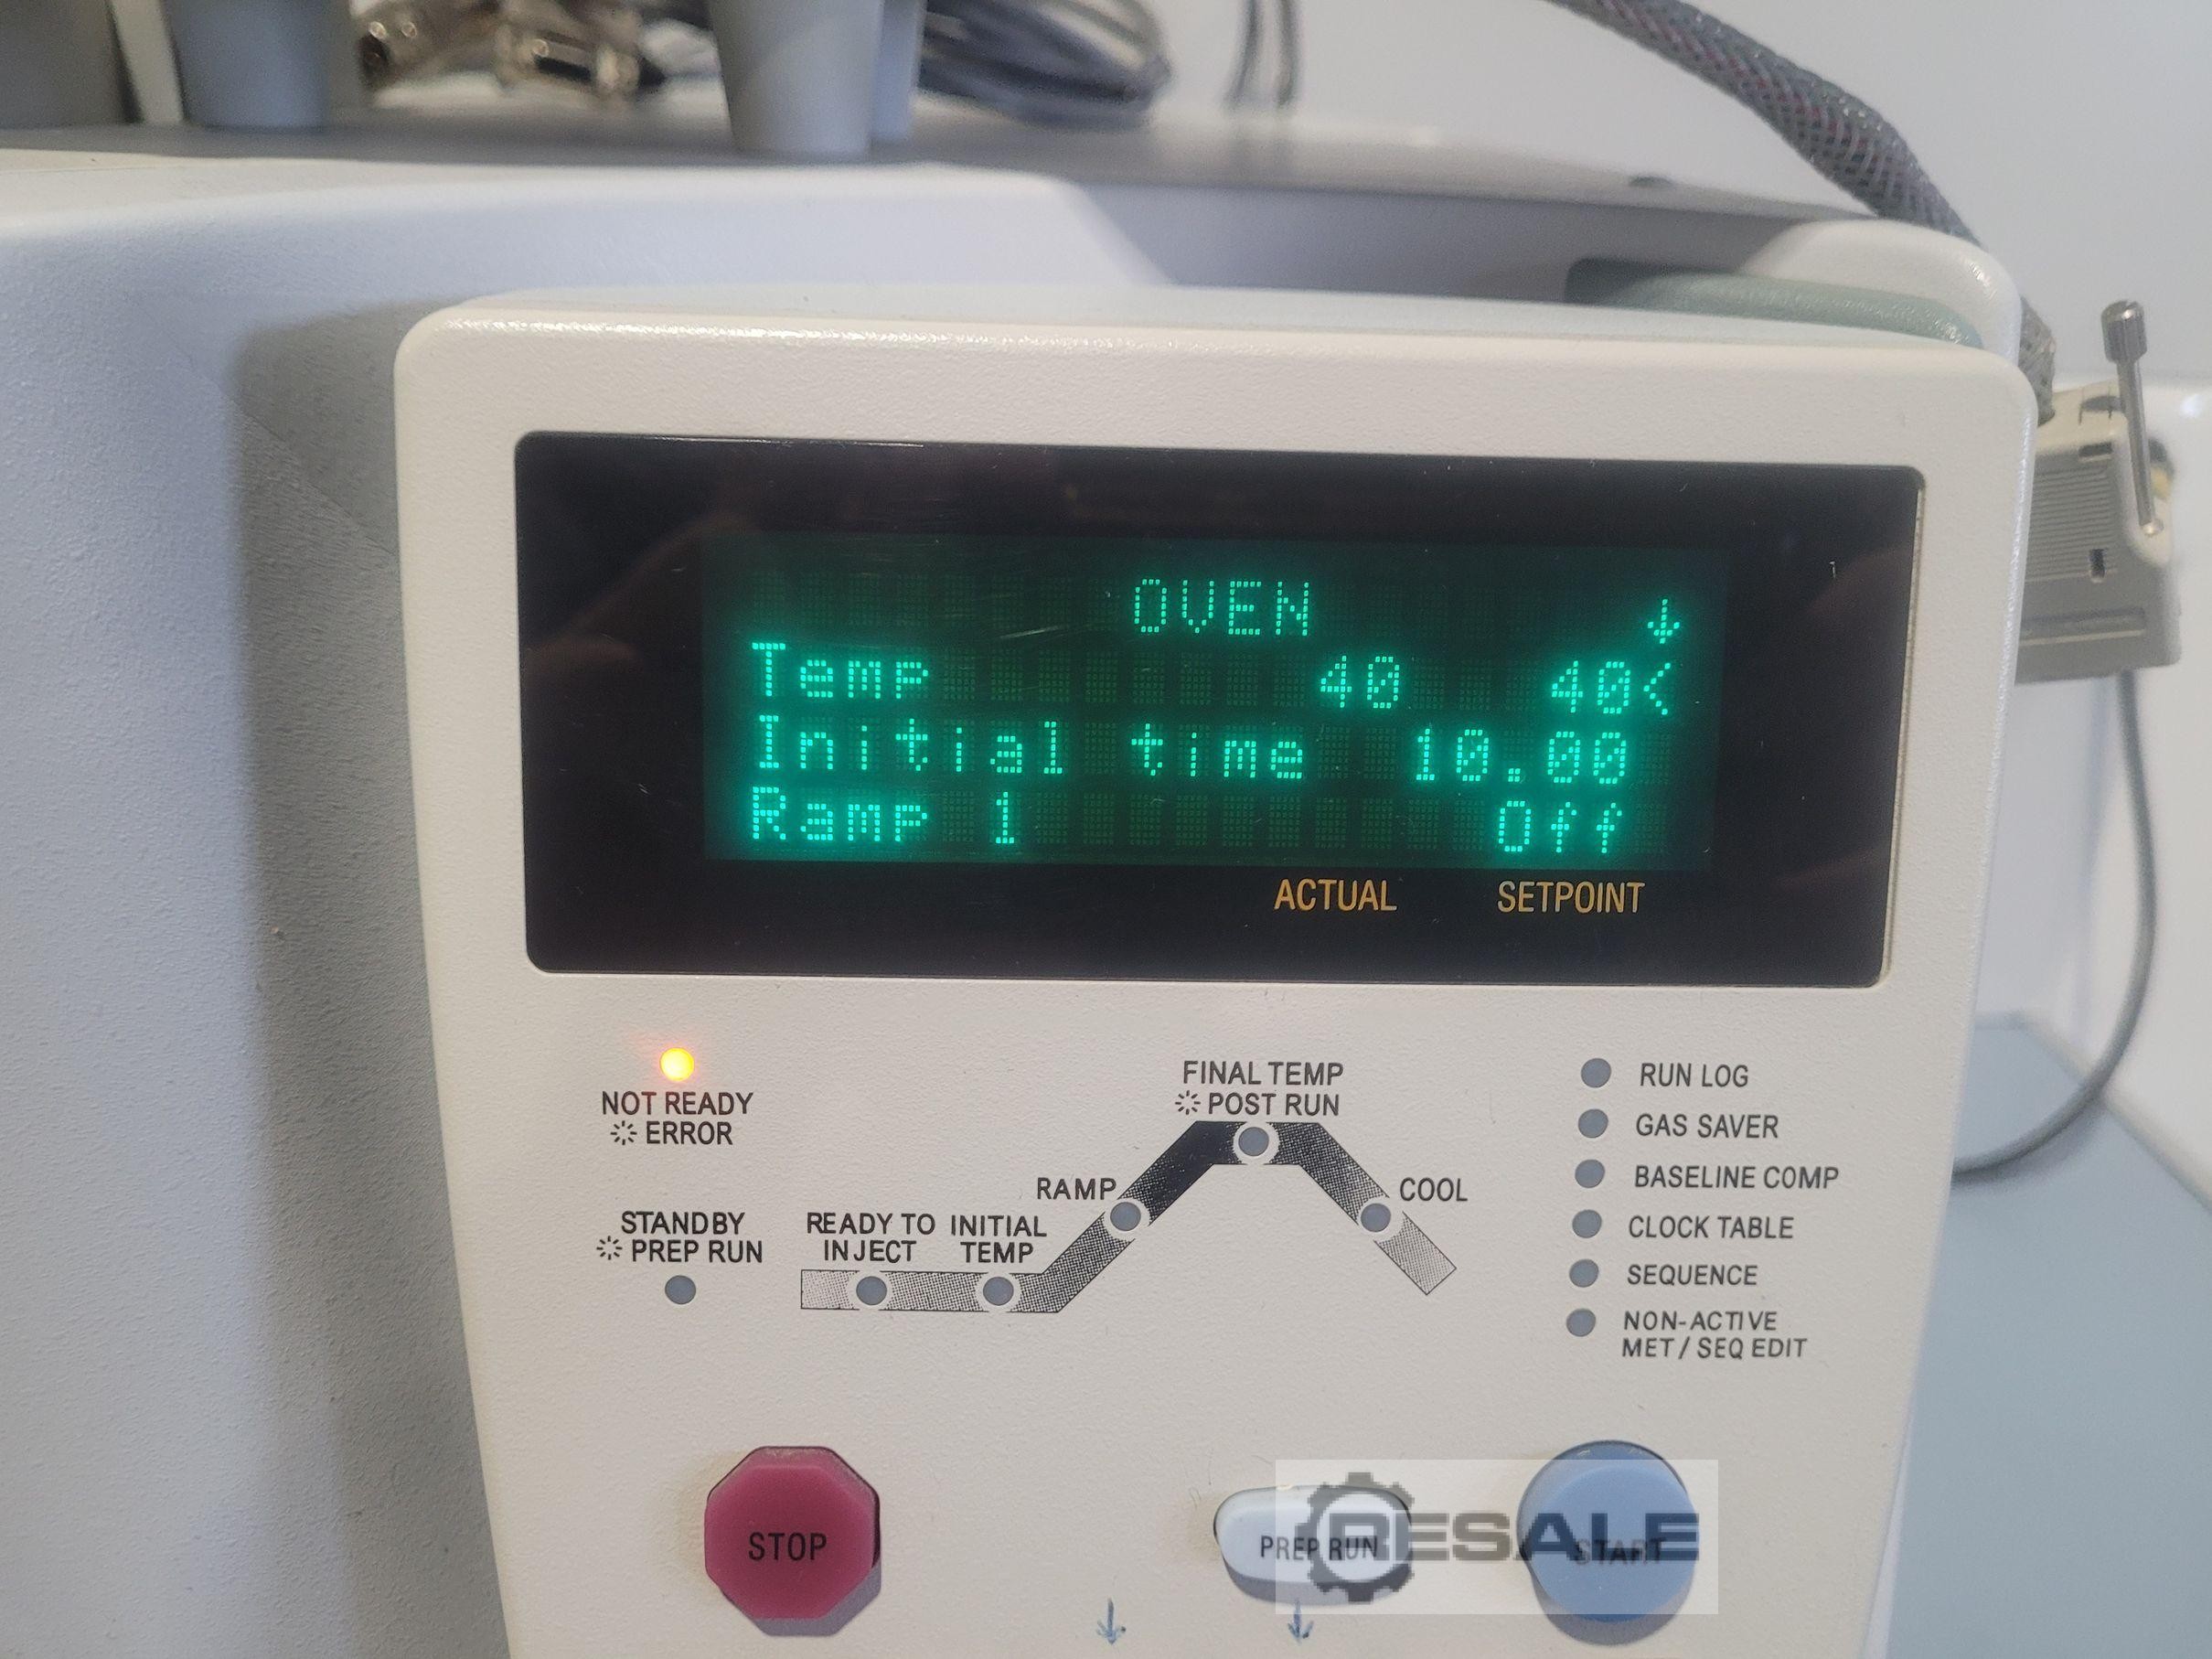 OVEN ↓
Temp 40 40<
Initial time 10.00
Ramp 1 Off
ACTUAL SETPOINT
NOT READY
ERROR
STANDBY
PREP RUN
READY TO
INJECT
INITIAL
TEMP
RAMP
FINAL TEMP
POST RUN
COOL
RUN LOG
GAS SAVER
BASELINE COMP
CLOCK TABLE
SEQUENCE
NON-ACTIVE
MET / SEQ EDIT
STOP
PREP RUN
START
RESALE